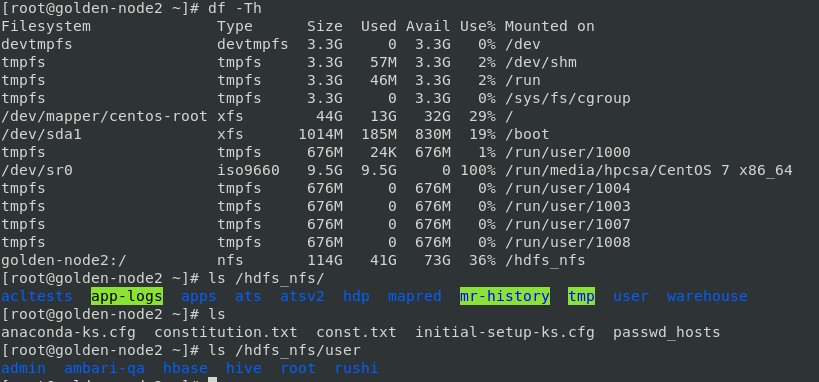 [root@golden-node2 ~]# df -Th
Filesystem              Type      Size  Used Avail Use% Mounted on
devtmpfs                devtmpfs  3.3G     0  3.3G   0% /dev
tmpfs                   tmpfs     3.3G   57M  3.3G   2% /dev/shm
tmpfs                   tmpfs     3.3G   46M  3.3G   2% /run
tmpfs                   tmpfs     3.3G     0  3.3G   0% /sys/fs/cgroup
/dev/mapper/centos-root xfs        44G   13G   32G  29% /
/dev/sda1               xfs      1014M  185M  830M  19% /boot
tmpfs                   tmpfs     676M   24K  676M   1% /run/user/1000
/dev/sr0                iso9660   9.5G  9.5G     0 100% /run/media/hpcsa/CentOS 7 x86_64
tmpfs                   tmpfs     676M     0  676M   0% /run/user/1004
tmpfs                   tmpfs     676M     0  676M   0% /run/user/1003
tmpfs                   tmpfs     676M     0  676M   0% /run/user/1007
tmpfs                   tmpfs     676M     0  676M   0% /run/user/1008
golden-node2:/          nfs       114G   41G   73G  36% /hdfs_nfs
[root@golden-node2 ~]# ls /hdfs_nfs/
acltests  app-logs  apps  ats  atsv2  hdp  mapred  mr-history  tmp  user  warehouse
[root@golden-node2 ~]# ls
anaconda-ks.cfg  constitution.txt  const.txt  initial-setup-ks.cfg  passwd_hosts
[root@golden-node2 ~]# ls /hdfs_nfs/user
admin  ambari-qa  hbase  hive  root  rushi
[root@golden-node2 ~]#